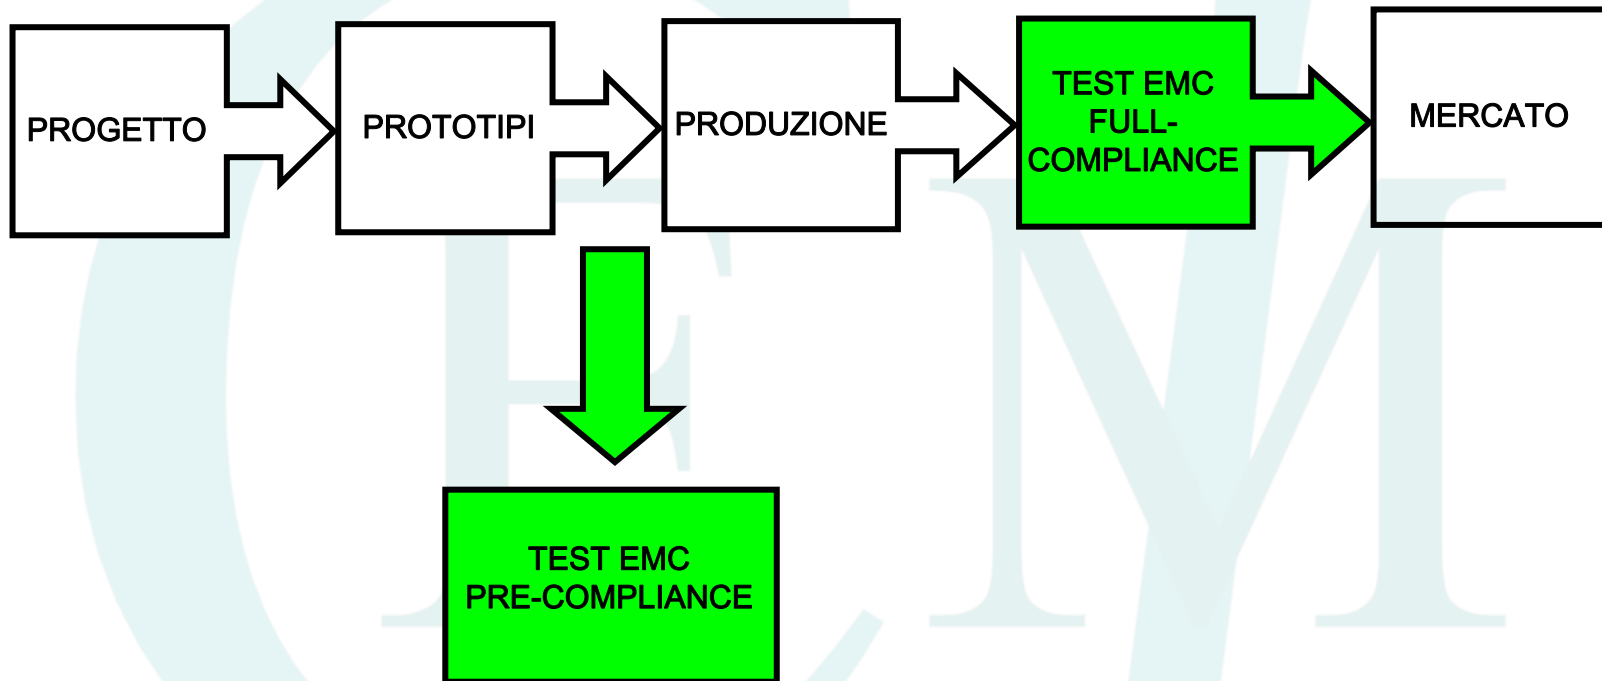 PROGETTO
PROTOTIPI
PRODUZIONE
TEST EMC
FULL-
COMPLIANCE
MERCATO
TEST EMC
PRE-COMPLIANCE